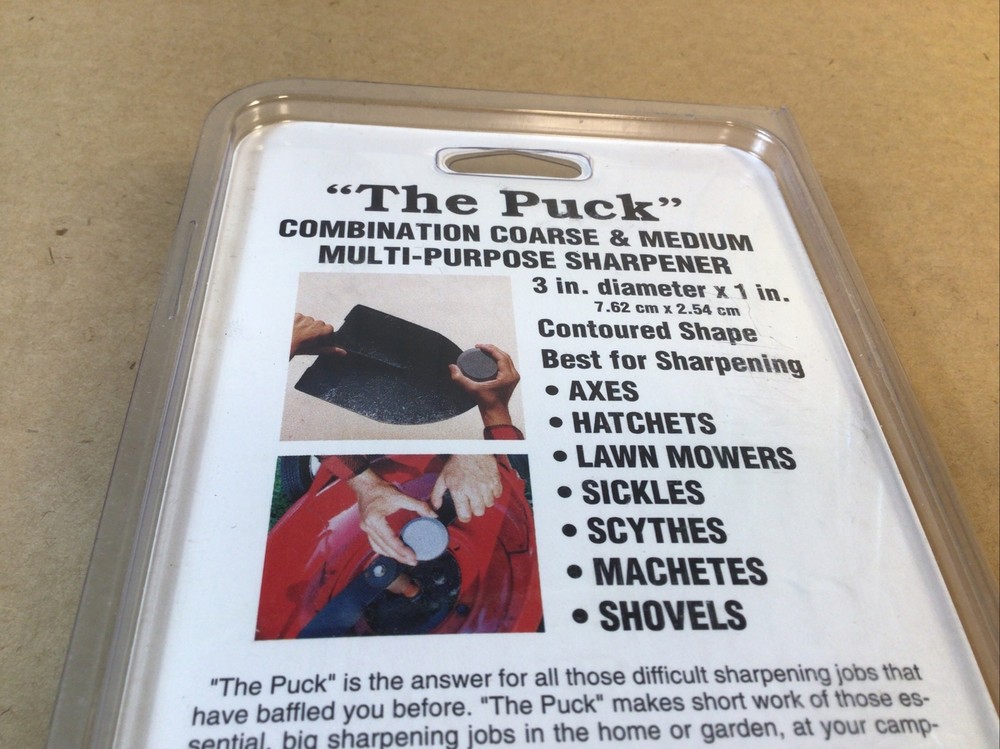 “The Puck”
COMBINATION COARSE & MEDIUM
MULTI-PURPOSE SHARPENER
3 in. diameter x 1 in.
7.62 cm x 2.54 cm
Contoured Shape
Best for Sharpening
• AXES
• HATCHETS
• LAWN MOWERS
• SICKLES
• SCYTHES
• MACHETES
• SHOVELS
"The Puck" is the answer for all those difficult sharpening jobs that
have baffled you before. "The Puck" makes short work of those es-
sential, big sharpening jobs in the home or garden, at your camp-